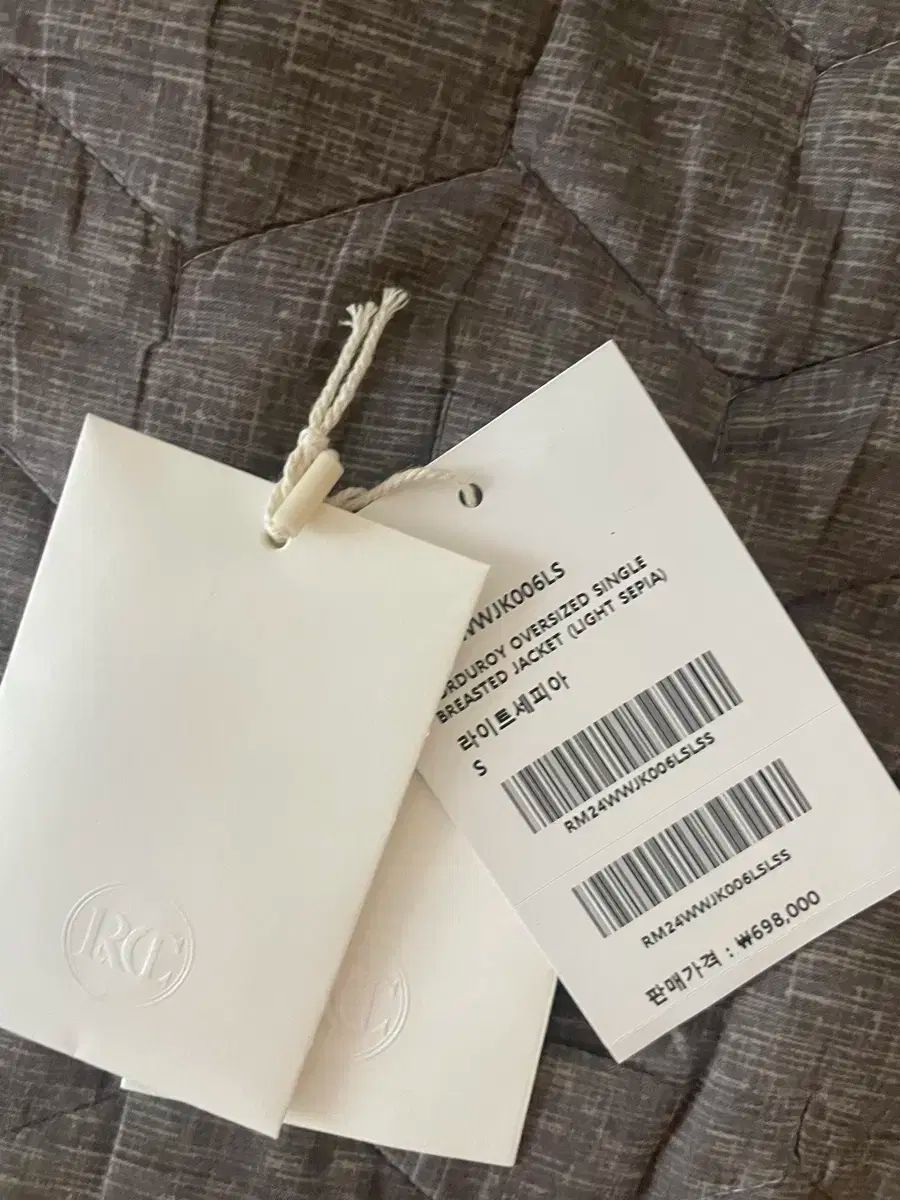 WWJK006LS
ORDUROY OVERSIZED SINGLE
BREASTED JACKET (LIGHT SEPIA)
라이트세피아
S
RM24WWJK006LSLSS
RM24WWJK006LSLSS
판매가격 : ₩698,000